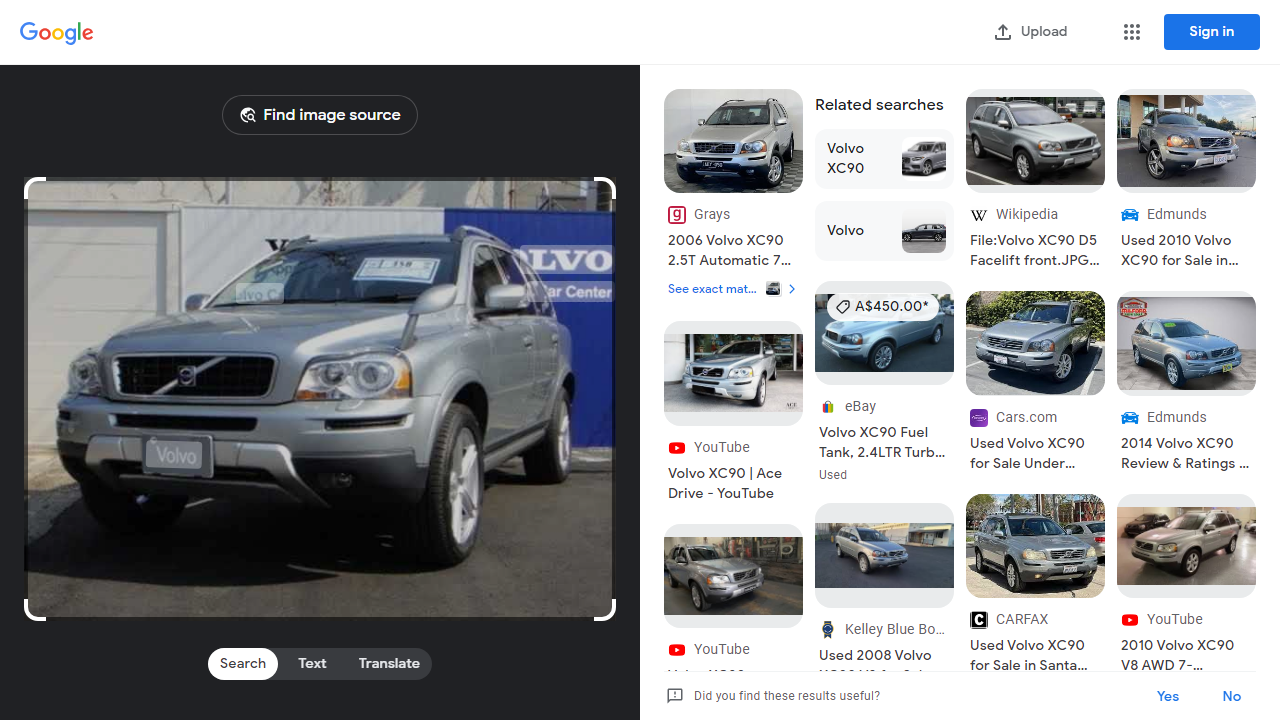 Google
Upload
Sign in
Find image source
LVO
ar Center
Volvo
Search
Text
Translate
Grays
2006 Volvo XC90
2.5T Automatic 7...
See exact mat...
YouTube
Volvo XC90 | Ace
Drive - YouTube
YouTube
Related searches
Volvo
XC90
Volvo
A$450.00*
eBay
Volvo XC90 Fuel
Tank, 2.4LTR Turb...
Used
Kelley Blue Bo...
Used 2008 Volvo
Wikipedia
File:Volvo XC90 D5
Facelift front.JPG...
Cars.com
Used Volvo XC90
for Sale Under...
CARFAX
Used Volvo XC90
for Sale in Santa...
Edmunds
Used 2010 Volvo
XC90 for Sale in...
Edmunds
2014 Volvo XC90
Review & Ratings ...
YouTube
2010 Volvo XC90
V8 AWD 7-...
Did you find these results useful?
Yes
No